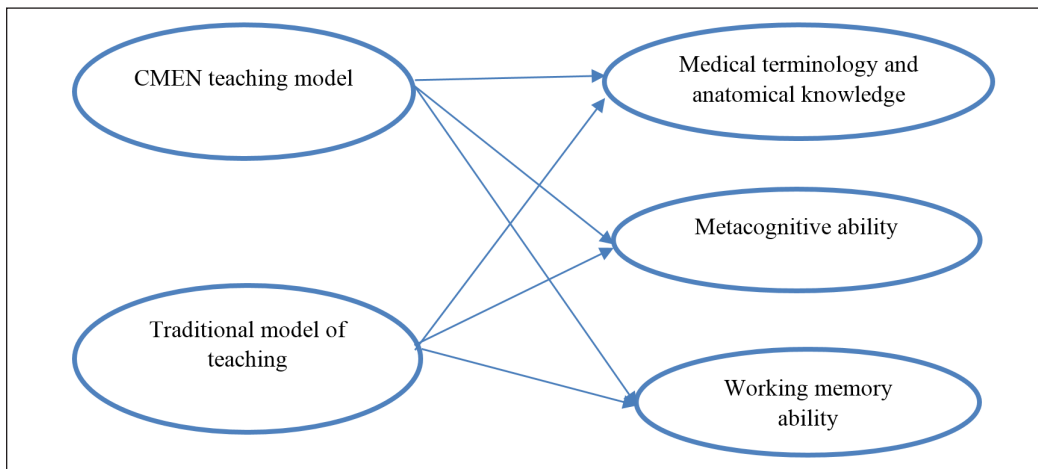 CMEN teaching model
Medical terminology and
anatomical knowledge
Metacognitive ability
Traditional model of
teaching
Working memory
ability